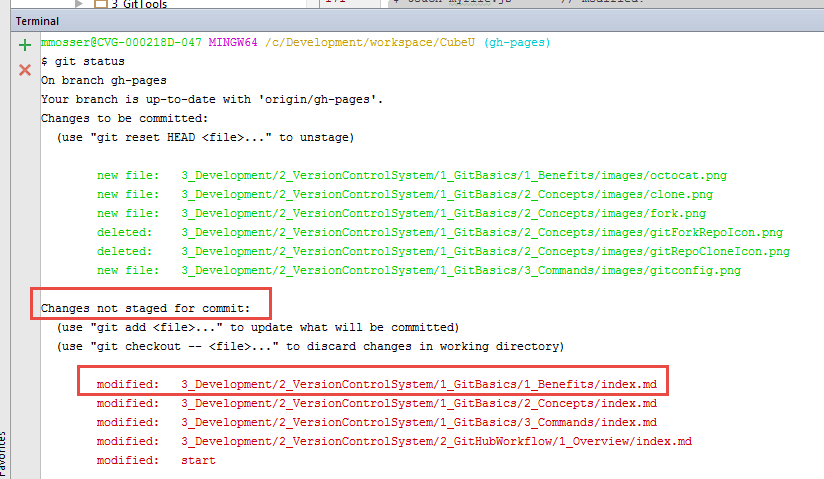 3_GitTools
Terminal
mmosser@CVG-000218D-047 MINGW64 /c/Development/workspace/CubeU (gh-pages)
$ git status
On branch gh-pages
Your branch is up-to-date with 'origin/gh-pages'.
Changes to be committed:
(use "git reset HEAD <file>..." to unstage)
new file: 3_Development/2_VersionControlSystem/1_GitBasics/1_Benefits/images/octocat.png
new file: 3_Development/2_VersionControlSystem/1_GitBasics/2_Concepts/images/clone.png
new file: 3_Development/2_VersionControlSystem/1_GitBasics/2_Concepts/images/fork.png
deleted: 3_Development/2_VersionControlSystem/1_GitBasics/2_Concepts/images/gitForkRepoIcon.png
deleted: 3_Development/2_VersionControlSystem/1_GitBasics/2_Concepts/images/gitRepoCloneIcon.png
new file: 3_Development/2_VersionControlSystem/1_GitBasics/3_Commands/images/gitconfig.png
Changes not staged for commit:
(use "git add <file>..." to update what will be committed)
(use "git checkout -- <file>..." to discard changes in working directory)
modified: 3_Development/2_VersionControlSystem/1_GitBasics/1_Benefits/index.md
modified: 3_Development/2_VersionControlSystem/1_GitBasics/2_Concepts/index.md
modified: 3_Development/2_VersionControlSystem/1_GitBasics/3_Commands/index.md
modified: 3_Development/2_VersionControlSystem/2_GitHubWorkflow/1_Overview/index.md
modified: start
Favorites